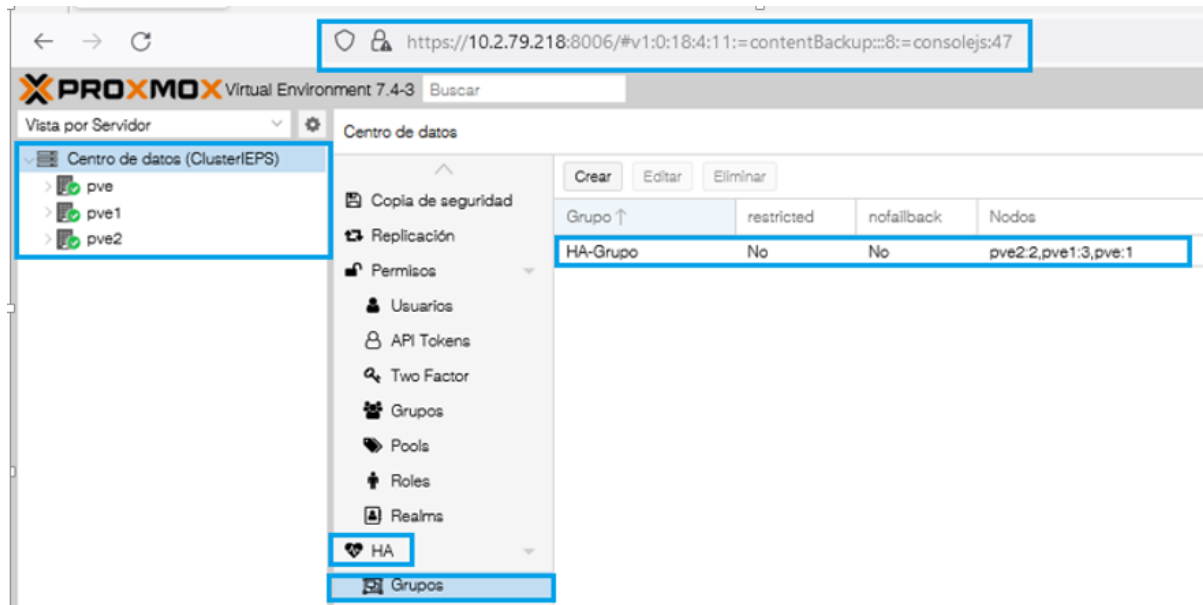 https://10.2.79.218:8006/#v1:0:18:4:11:=contentBackup:::8:=consolejs:47
PROXMOX Virtual Environment 7.4-3 Buscar
Vista por Servidor
Centro de datos (ClusterIEPS)
pve
pve1
pve2
Centro de datos
Copia de seguridad
Replicación
Permisos
Usuarios
API Tokens
Two Factor
Grupos
Pools
Roles
Realms
HA
Grupos
Crear Editar Eliminar
Grupo ↑ restricted nofailback Nodos
HA-Grupo No No pve2:2,pve1:3,pve:1